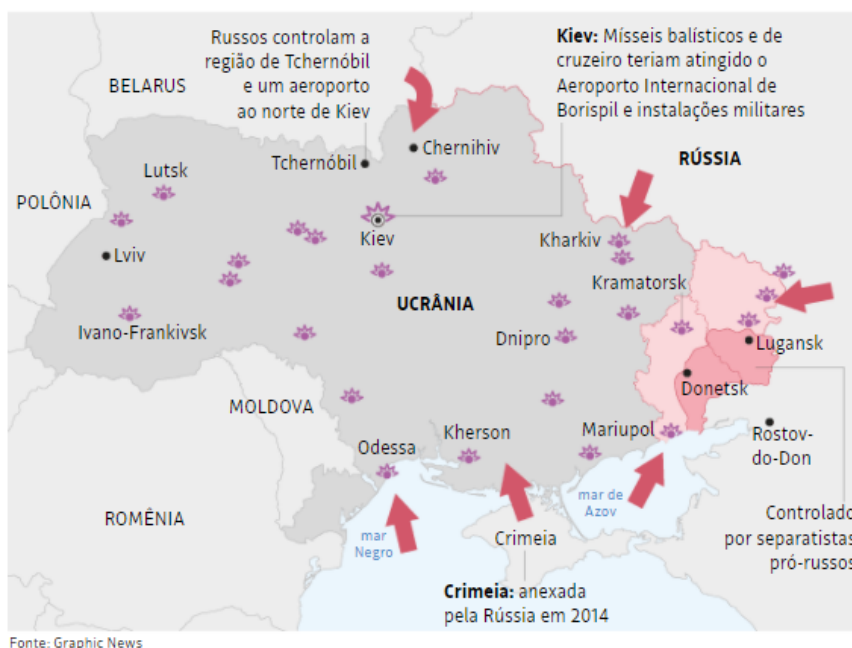 Russos controlam a
região de Tchernóbil
e um aeroporto
ao norte de Kiev
Kiev: Mísseis balísticos e de
cruzeiro teriam atingido o
Aeroporto Internacional de
Borispil e instalações militares
BELARUS
Chernihiv
Tchernóbil
RÚSSIA
Lutsk
POLÔNIA
Kiev
Kharkiv
Lviv
Kramatorsk
UCRÂNIA
Ivano-Frankivsk
Dnipro
Lugansk
Donetsk
MOLDOVA
Kherson
Mariupol
Rostov-
do-Don
Odessa
mar de
Azov
ROMÊNIA
mar
Negro
Crimeia
Controlado
por separatistas
pró-russos
Crimeia: anexada
pela Rússia em 2014
Fonte: Graphic News